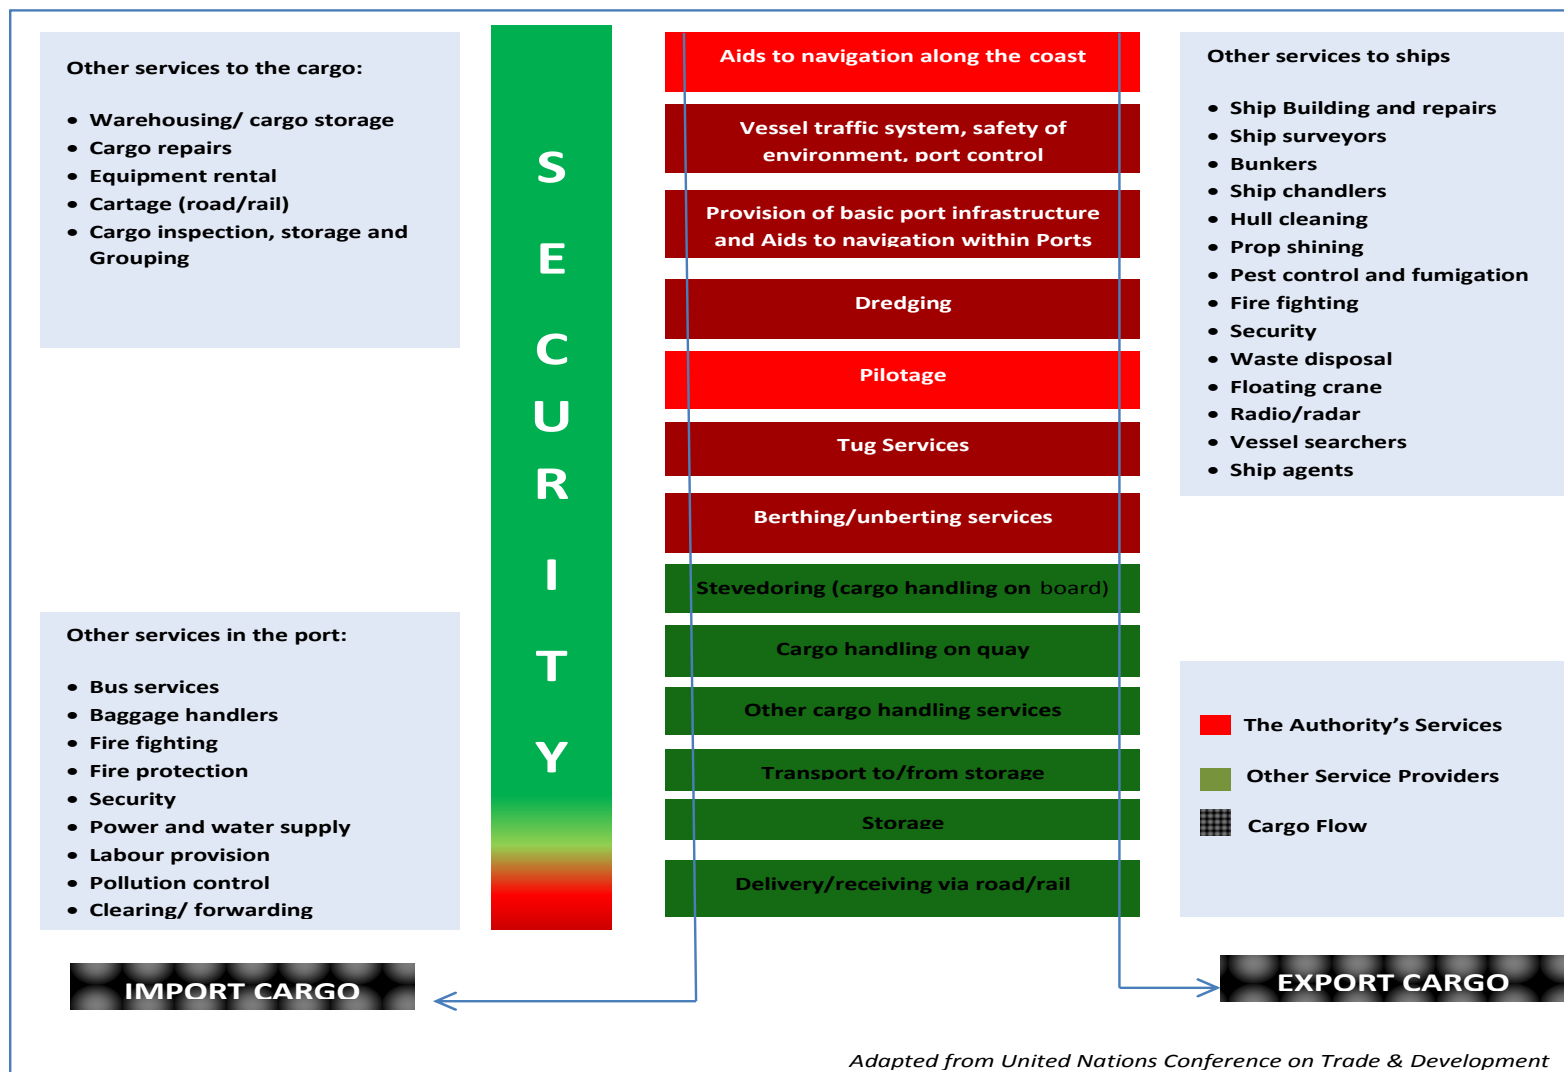 Other services to the cargo:
• Warehousing/ cargo storage
• Cargo repairs
• Equipment rental
• Cartage (road/rail)
• Cargo inspection, storage and
Grouping
Other services in the port:
• Bus services
• Baggage handlers
• Fire fighting
• Fire protection
• Security
• Power and water supply
• Labour provision
• Pollution control
• Clearing/ forwarding
S
E
C
U
R
I
T
Y
Aids to navigation along the coast
Vessel traffic system, safety of
environment, port control
Provision of basic port infrastructure
and Aids to navigation within Ports
Dredging
Pilotage
Tug Services
Berthing/unberting services
Stevedoring (cargo handling on board)
Cargo handling on quay
Other cargo handling services
Transport to/from storage
Storage
Delivery/receiving via road/rail
Other services to ships
• Ship Building and repairs
• Ship surveyors
• Bunkers
• Ship chandlers
• Hull cleaning
• Prop shining
• Pest control and fumigation
• Fire fighting
• Security
• Waste disposal
• Floating crane
• Radio/radar
• Vessel searchers
• Ship agents
The Authority’s Services
Other Service Providers
Cargo Flow
IMPORT CARGO
EXPORT CARGO
Adapted from United Nations Conference on Trade & Development